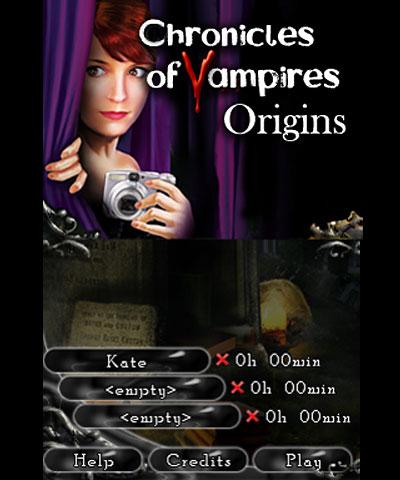 Chronicles
of Vampires
Origins
Kate 0h 00min
<empty> 0h 00min
<empty> 0h 00min
Help Credits Play